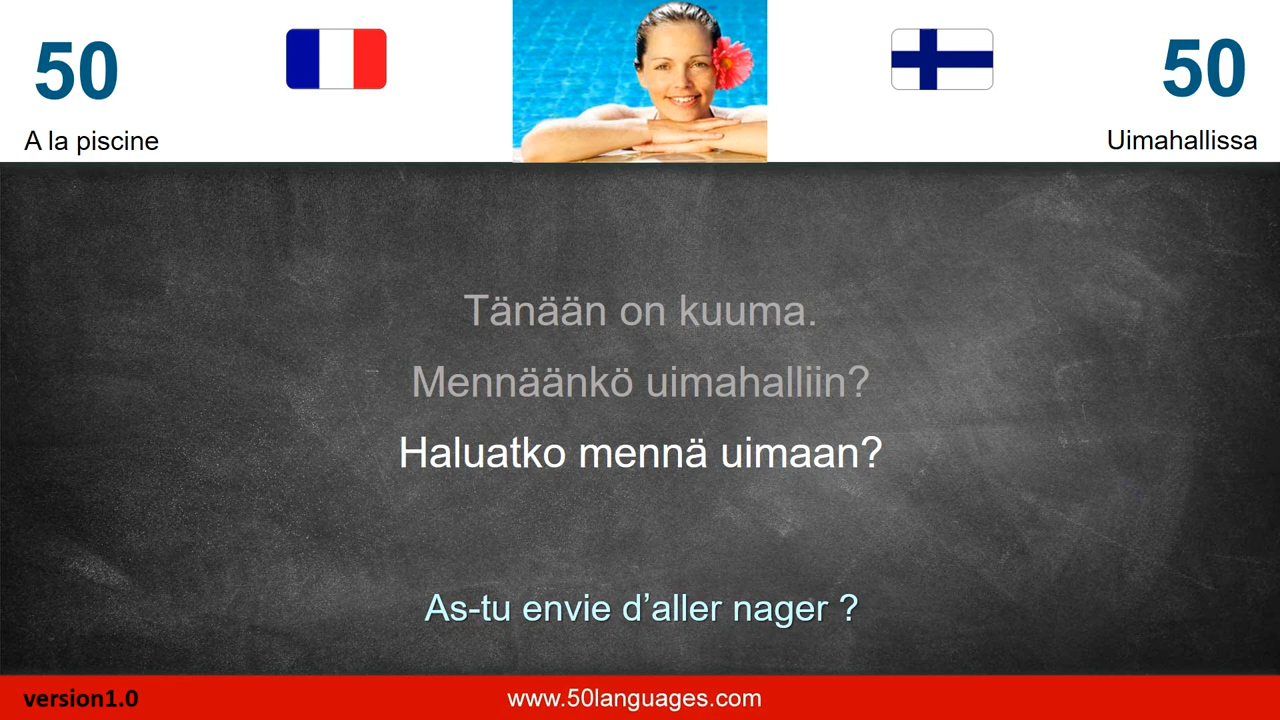 50
50
A la piscine
Uimahallissa
Tänään on kuuma.
Mennäänkö uimahalliin?
Haluatko mennä uimaan?
As-tu envie d’aller nager ?
version1.0
www.50languages.com